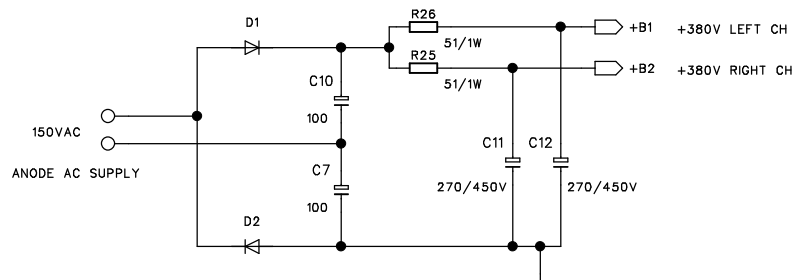 D1
R26
51/1W
+B1 +380V LEFT CH
R25
51/1W
+B2 +380V RIGHT CH
C10
100
150VAC
ANODE AC SUPPLY
C7
100
C11
270/450V
C12
270/450V
D2